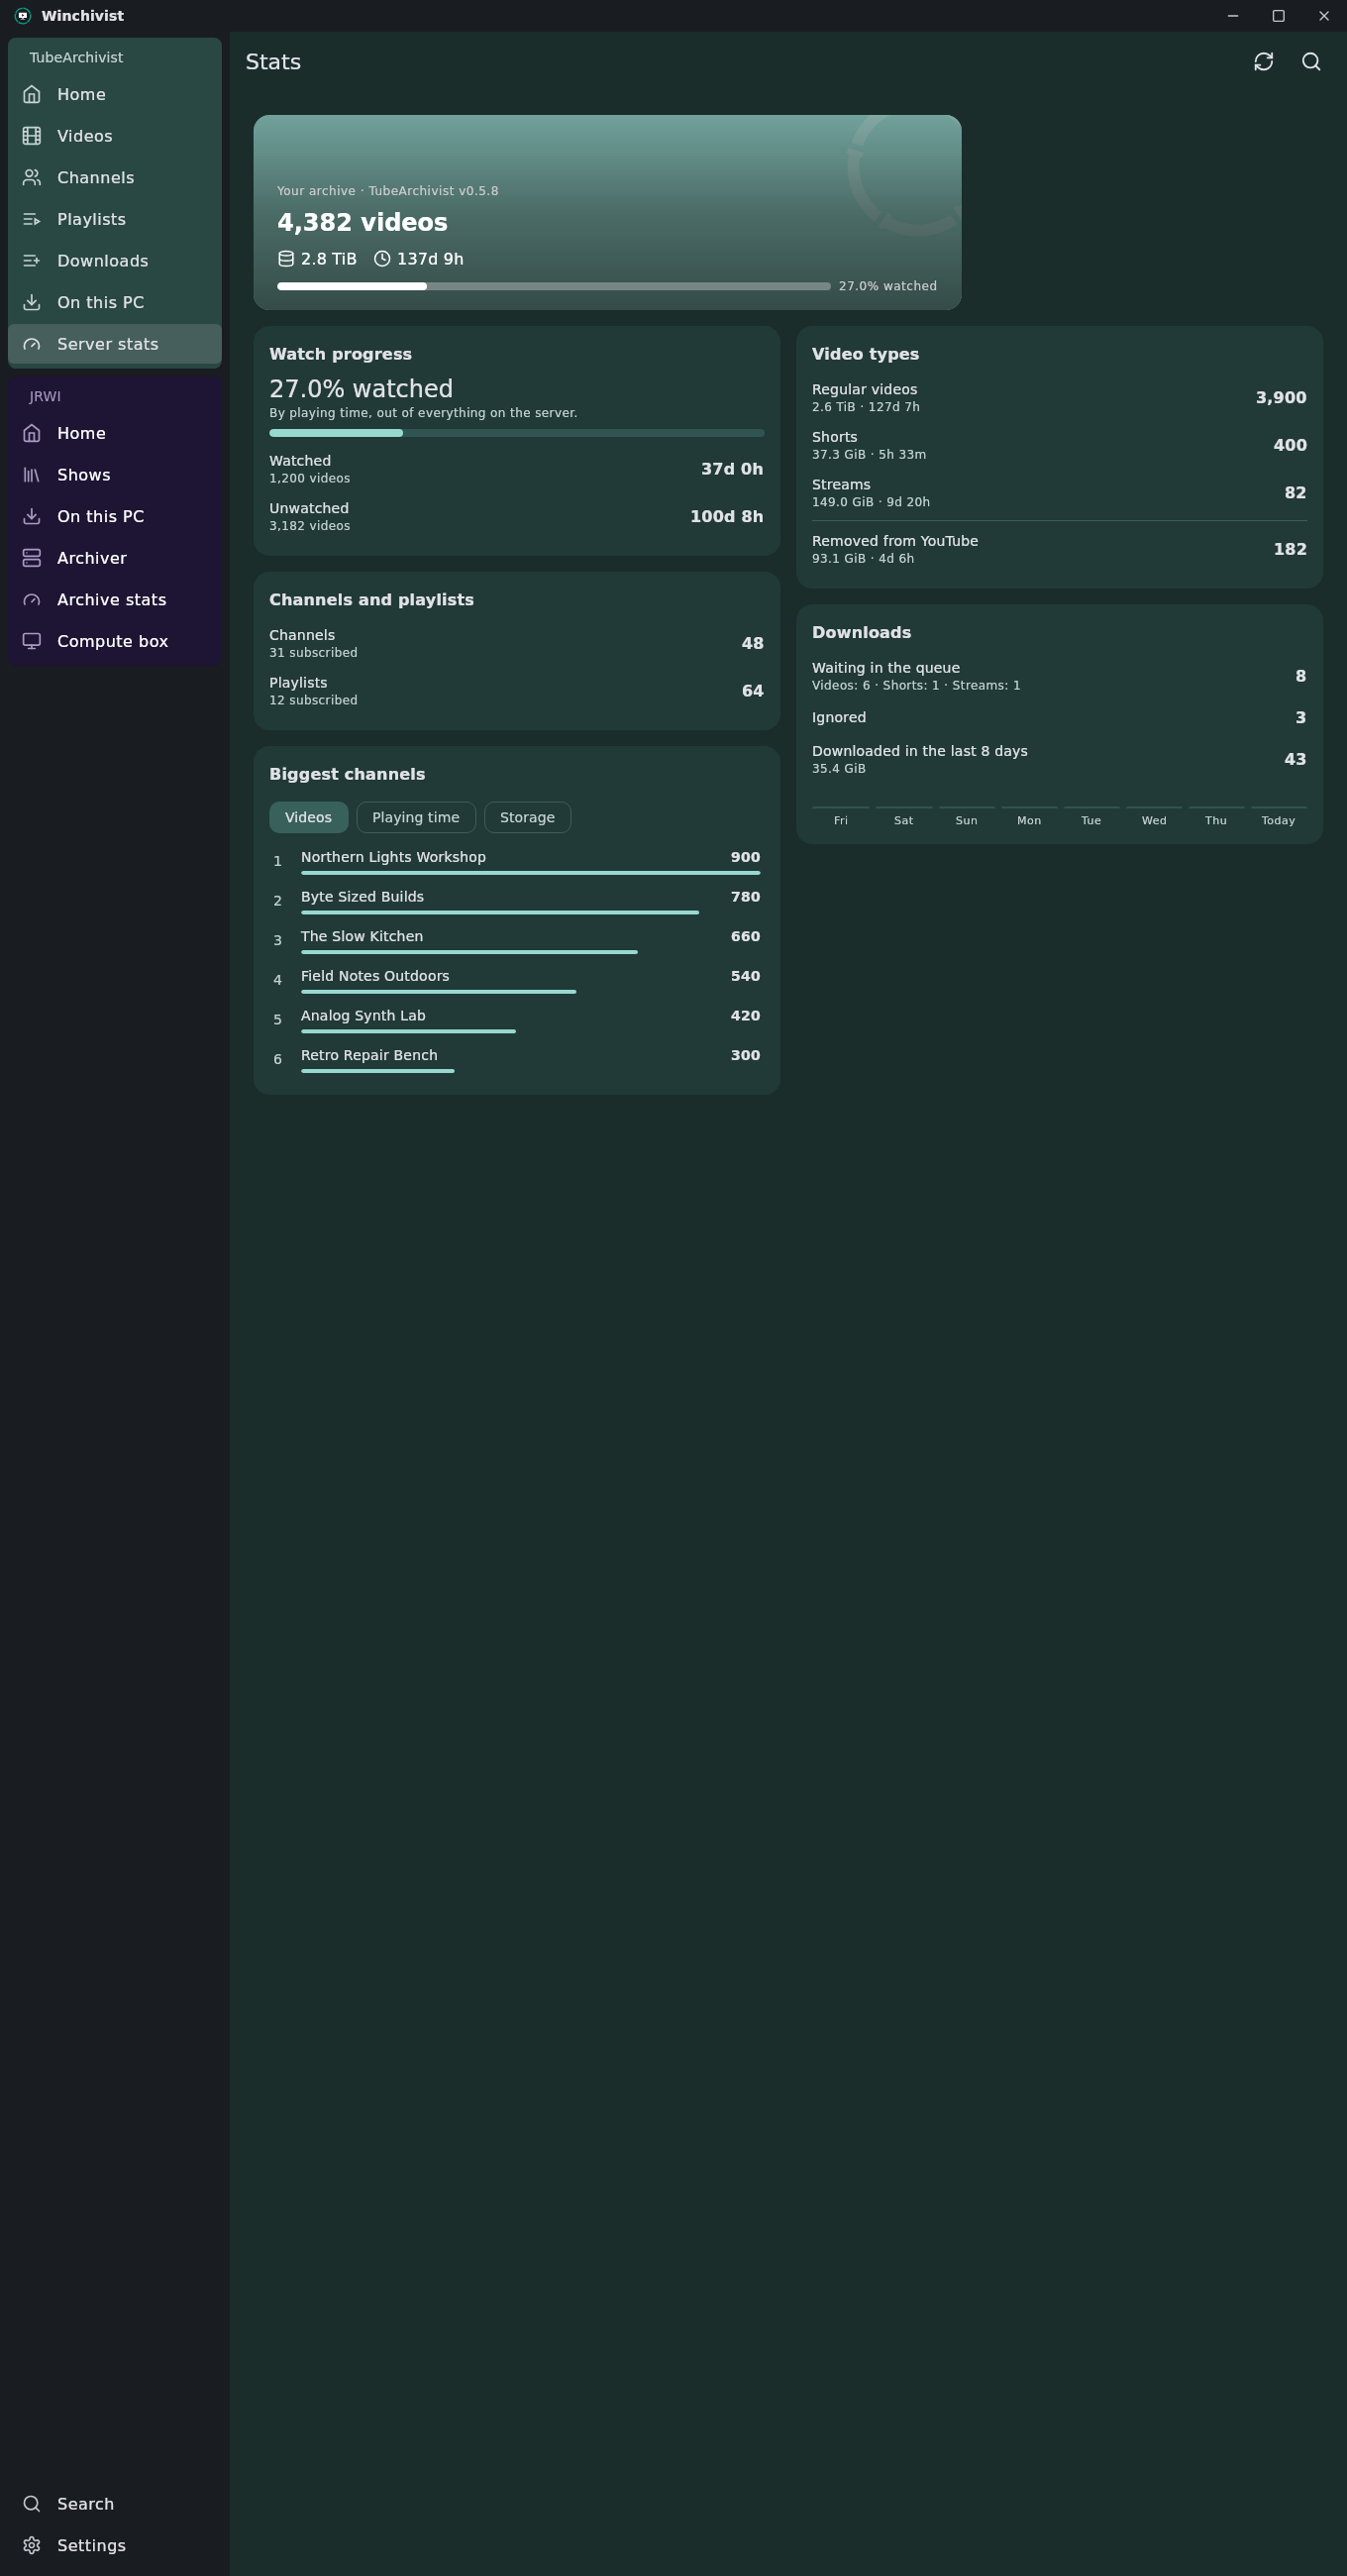 Winchivist
TubeArchivist
Home
Videos
Channels
Playlists
Downloads
On this PC
Server stats
JRWI
Home
Shows
On this PC
Archiver
Archive stats
Compute box
Search
Settings
Stats
Your archive · TubeArchivist v0.5.8
4,382 videos
2.8 TiB 137d 9h
27.0% watched
Watch progress
27.0% watched
By playing time, out of everything on the server.
Watched
1,200 videos
37d 0h
Unwatched
3,182 videos
100d 8h
Channels and playlists
Channels
31 subscribed
48
Playlists
12 subscribed
64
Biggest channels
Videos Playing time Storage
1 Northern Lights Workshop 900
2 Byte Sized Builds 780
3 The Slow Kitchen 660
4 Field Notes Outdoors 540
5 Analog Synth Lab 420
6 Retro Repair Bench 300
Video types
Regular videos
2.6 TiB · 127d 7h
3,900
Shorts
37.3 GiB · 5h 33m
400
Streams
149.0 GiB · 9d 20h
82
Removed from YouTube
93.1 GiB · 4d 6h
182
Downloads
Waiting in the queue
Videos: 6 · Shorts: 1 · Streams: 1
8
Ignored
3
Downloaded in the last 8 days
35.4 GiB
43
Fri Sat Sun Mon Tue Wed Thu Today